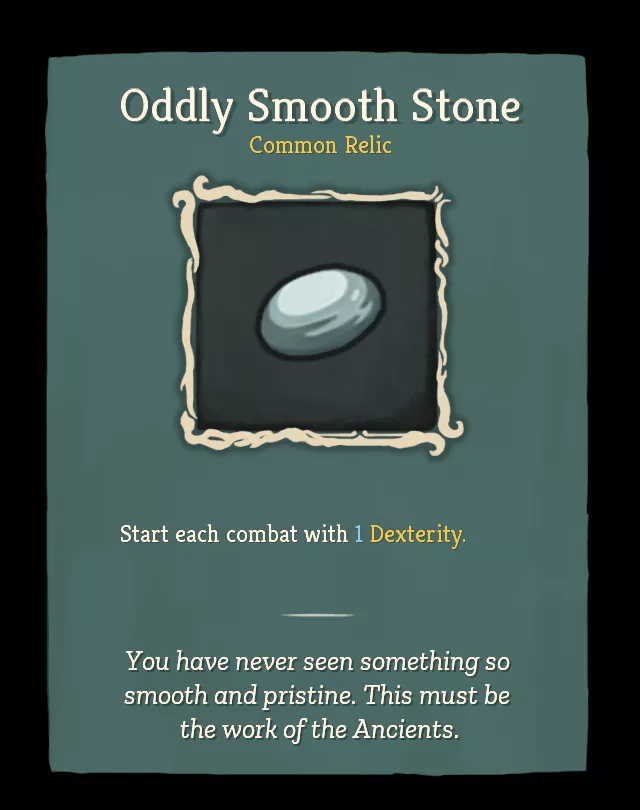 Oddly Smooth Stone
Common Relic
Start each combat with 1 Dexterity.
You have never seen something so
smooth and pristine. This must be
the work of the Ancients.